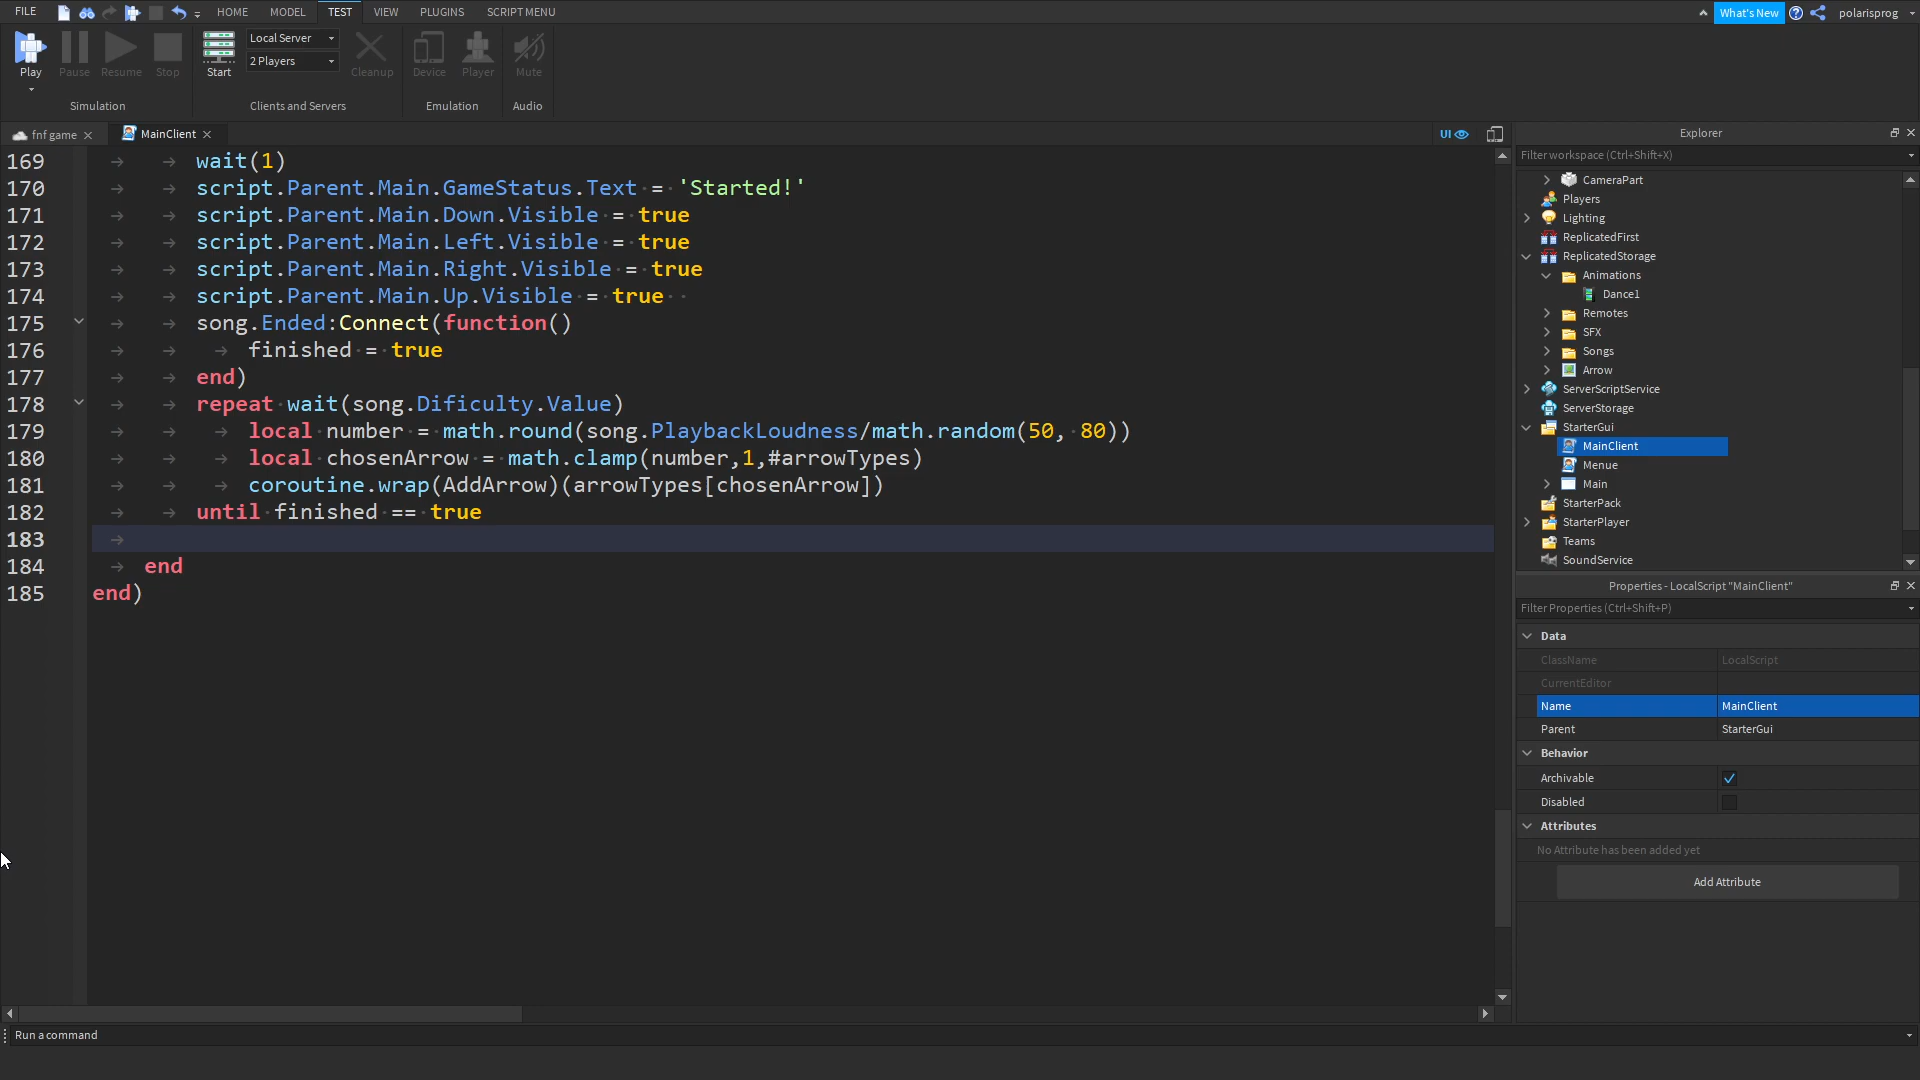 FILE HOME MODEL TEST VIEW PLUGINS SCRIPT MENU What's New polarisprog
Play Pause Resume Stop Start Local Server 2 Players Cleanup Device Player Mute
Simulation Clients and Servers Emulation Audio
fnf game MainClient UI
169 wait(1)
170 script.Parent.Main.GameStatus.Text = 'Started!'
171 script.Parent.Main.Down.Visible = true
172 script.Parent.Main.Left.Visible = true
173 script.Parent.Main.Right.Visible = true
174 script.Parent.Main.Up.Visible = true
175 song.Ended:Connect(function()
176 finished = true
177 end)
178 repeat wait(song.Dificulty.Value)
179 local number = math.round(song.PlaybackLoudness/math.random(50, 80))
180 local chosenArrow = math.clamp(number,1,#arrowTypes)
181 coroutine.wrap(AddArrow)(arrowTypes[chosenArrow])
182 until finished == true
183
184 end
185 end)
Explorer
Filter workspace (Ctrl+Shift+X)
CameraPart
Players
Lighting
ReplicatedFirst
ReplicatedStorage
Animations
Dance1
Remotes
SFX
Songs
Arrow
ServerScriptService
ServerStorage
StarterGui
MainClient
Menue
Main
StarterPack
StarterPlayer
Teams
SoundService
Properties - LocalScript "MainClient"
Filter Properties (Ctrl+Shift+P)
Data
ClassName LocalScript
CurrentEditor
Name MainClient
Parent StarterGui
Behavior
Archivable
Disabled
Attributes
No Attribute has been added yet
Add Attribute
Run a command